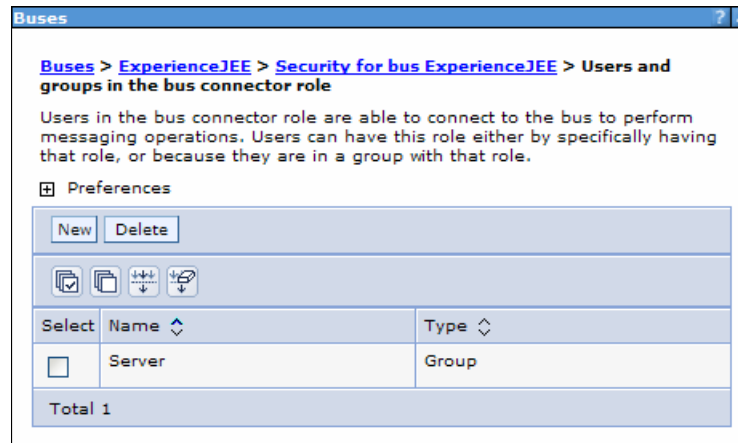 Buses
?
Buses > ExperienceJEE > Security for bus ExperienceJEE > Users and
groups in the bus connector role
Users in the bus connector role are able to connect to the bus to perform
messaging operations. Users can have this role either by specifically having
that role, or because they are in a group with that role.
Preferences
New Delete
Select Name Type
Server Group
Total 1